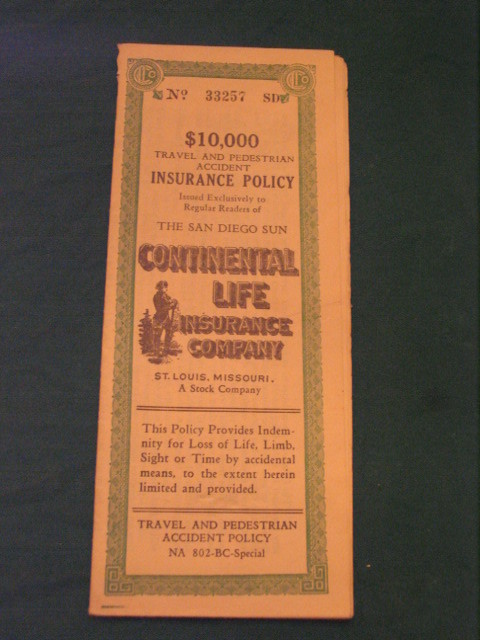 Nº 33257 SD
$10,000
TRAVEL AND PEDESTRIAN
ACCIDENT
INSURANCE POLICY
Issued Exclusively to
Regular Readers of
THE SAN DIEGO SUN
CONTINENTAL
LIFE
INSURANCE
COMPANY
ST. LOUIS, MISSOURI,
A Stock Company
This Policy Provides Indem-
nity for Loss of Life, Limb,
Sight or Time by accidental
means, to the extent herein
limited and provided.
TRAVEL AND PEDESTRIAN
ACCIDENT POLICY
NA 802-BC-Special